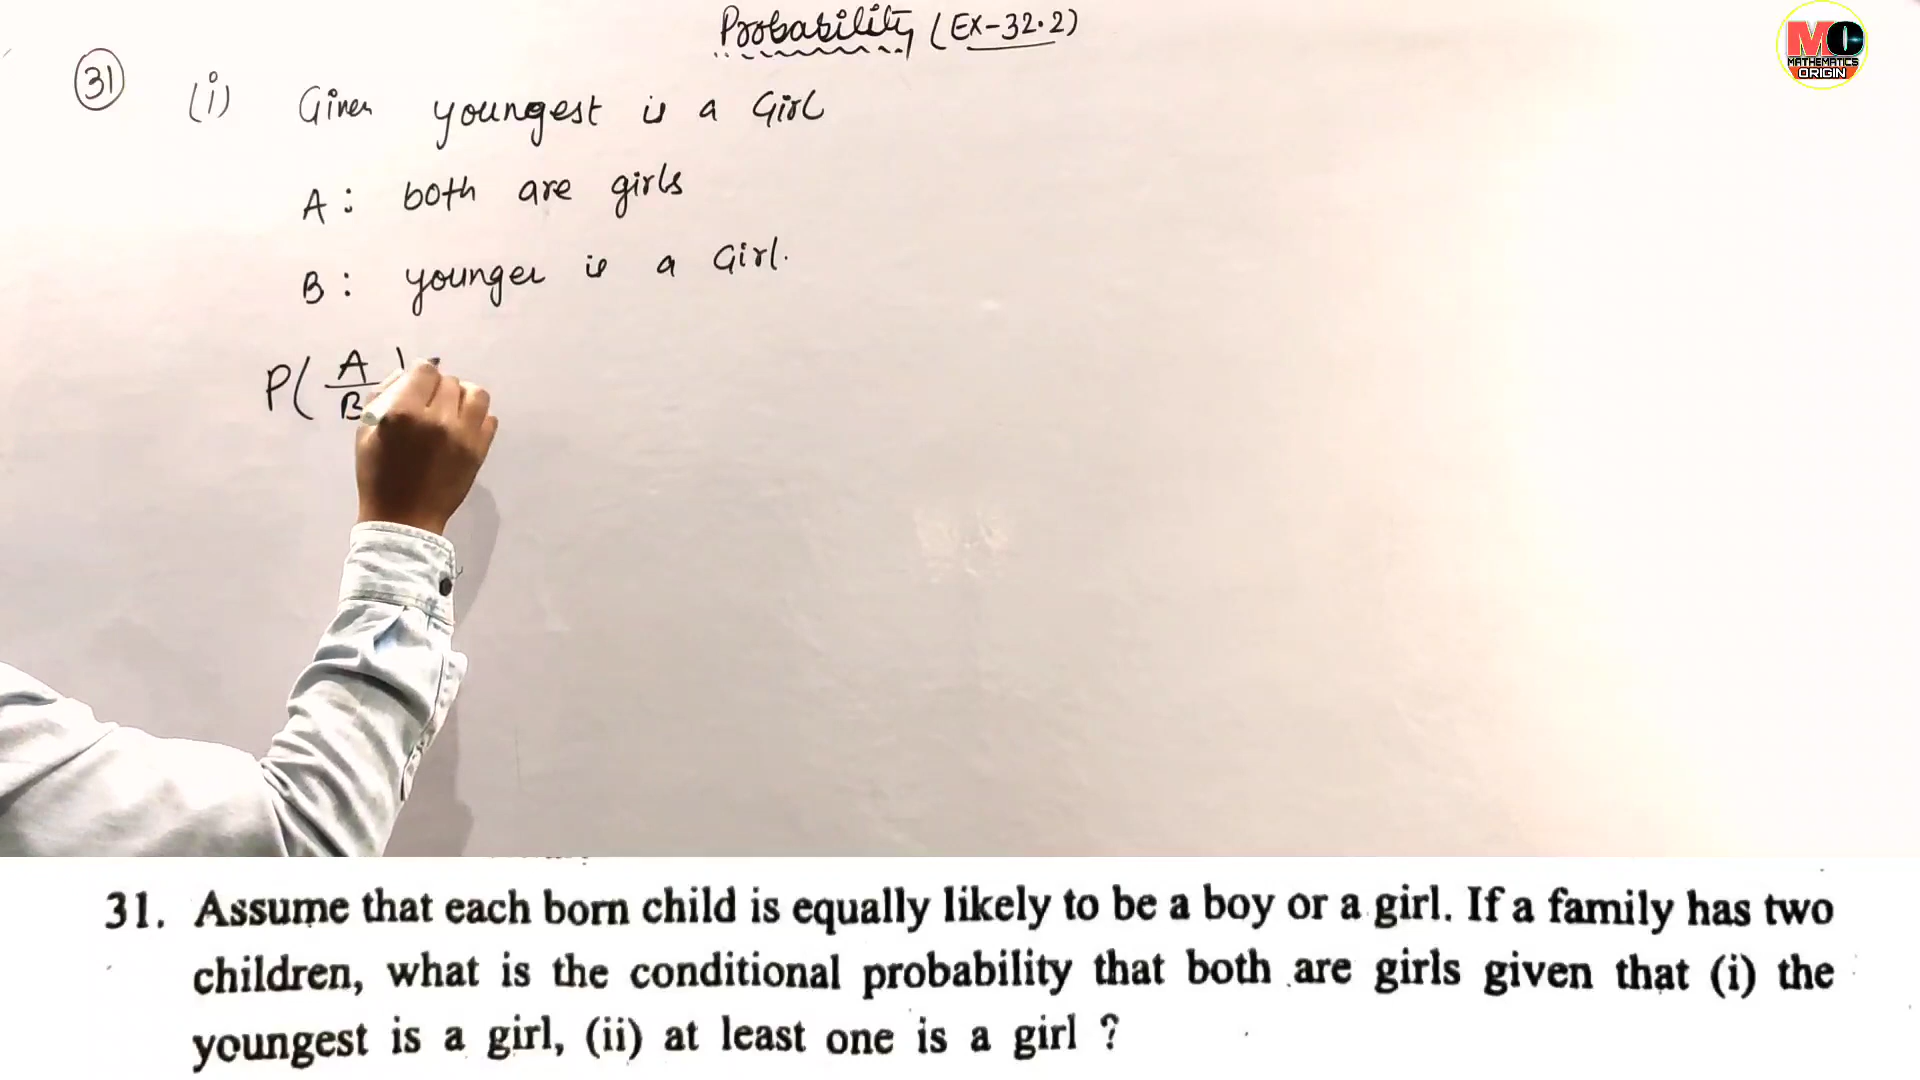 Probability (EX-32.2)
MO
MATHEMATICS
ORIGIN
31 (i) Given youngest is a Girl
A: both are girls
B: younger is a Girl.
P(A/B)
31. Assume that each born child is equally likely to be a boy or a girl. If a family has two
children, what is the conditional probability that both are girls given that (i) the
youngest is a girl, (ii) at least one is a girl ?